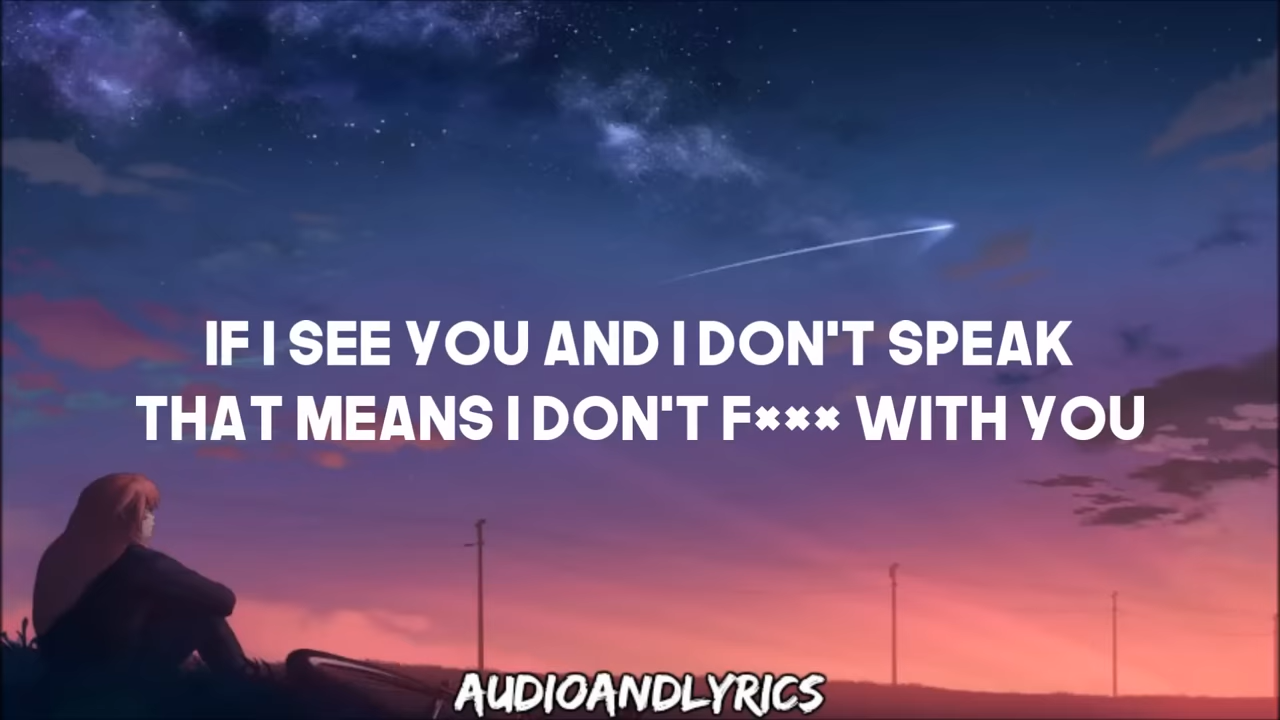 IF I SEE YOU AND I DON'T SPEAK
THAT MEANS I DON'T F*** WITH YOU
AUDIOANDLYRICS